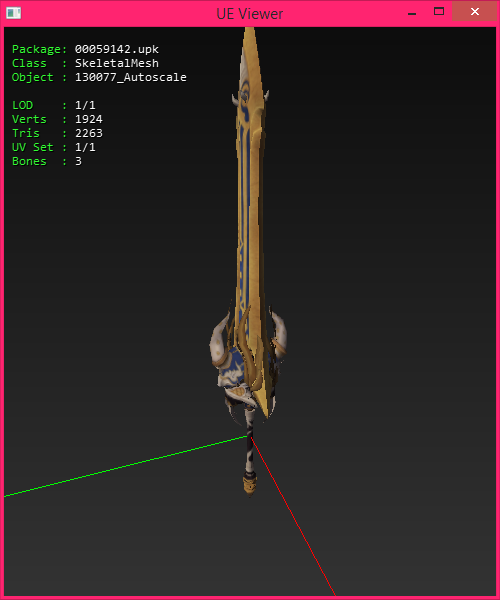 UE Viewer
Package: 00059142.upk
Class  : SkeletalMesh
Object : 130077_Autoscale
LOD    : 1/1
Verts  : 1924
Tris   : 2263
UV Set : 1/1
Bones  : 3